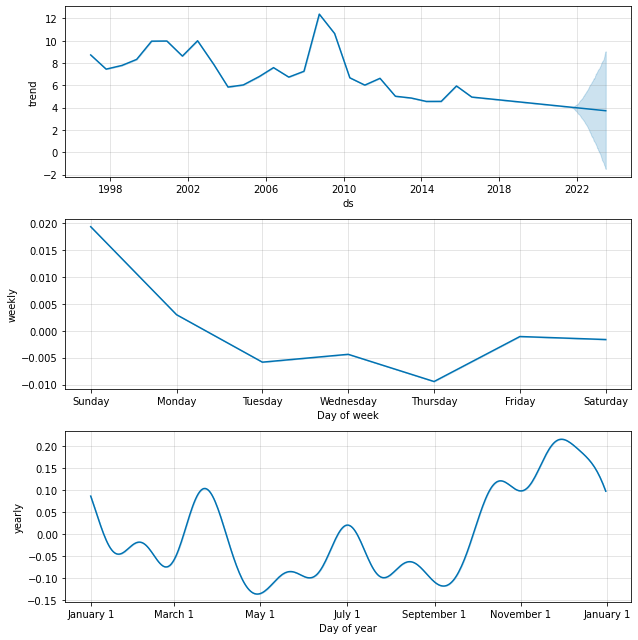 12
10
8
6
4
2
0
−2
trend
1998 2002 2006 2010 2014 2018 2022
ds
0.020
0.015
0.010
0.005
0.000
−0.005
−0.010
weekly
Sunday Monday Tuesday Wednesday Thursday Friday Saturday
Day of week
0.20
0.15
0.10
0.05
0.00
−0.05
−0.10
−0.15
yearly
January 1 March 1 May 1 July 1 September 1 November 1 January 1
Day of year